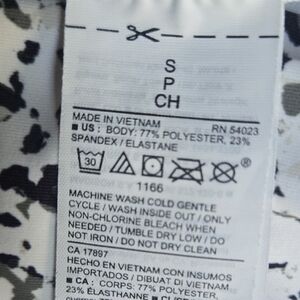 S
P
CH
MADE IN VIETNAM RN 54023
■ US : BODY: 77% POLYESTER, 23%
SPANDEX / ELASTANE
30
1166
MACHINE WASH COLD GENTLE
CYCLE / WASH INSIDE OUT / ONLY
NON-CHLORINE BLEACH WHEN
NEEDED / TUMBLE DRY LOW / DO
NOT IRON / DO NOT DRY CLEAN
CA 17897
HECHO EN VIETNAM CON INSUMOS
IMPORTADOS / DIBUAT DI VIETNAM
■ CA : CORPS: 77% POLYESTER,
23% ELASTHANNE